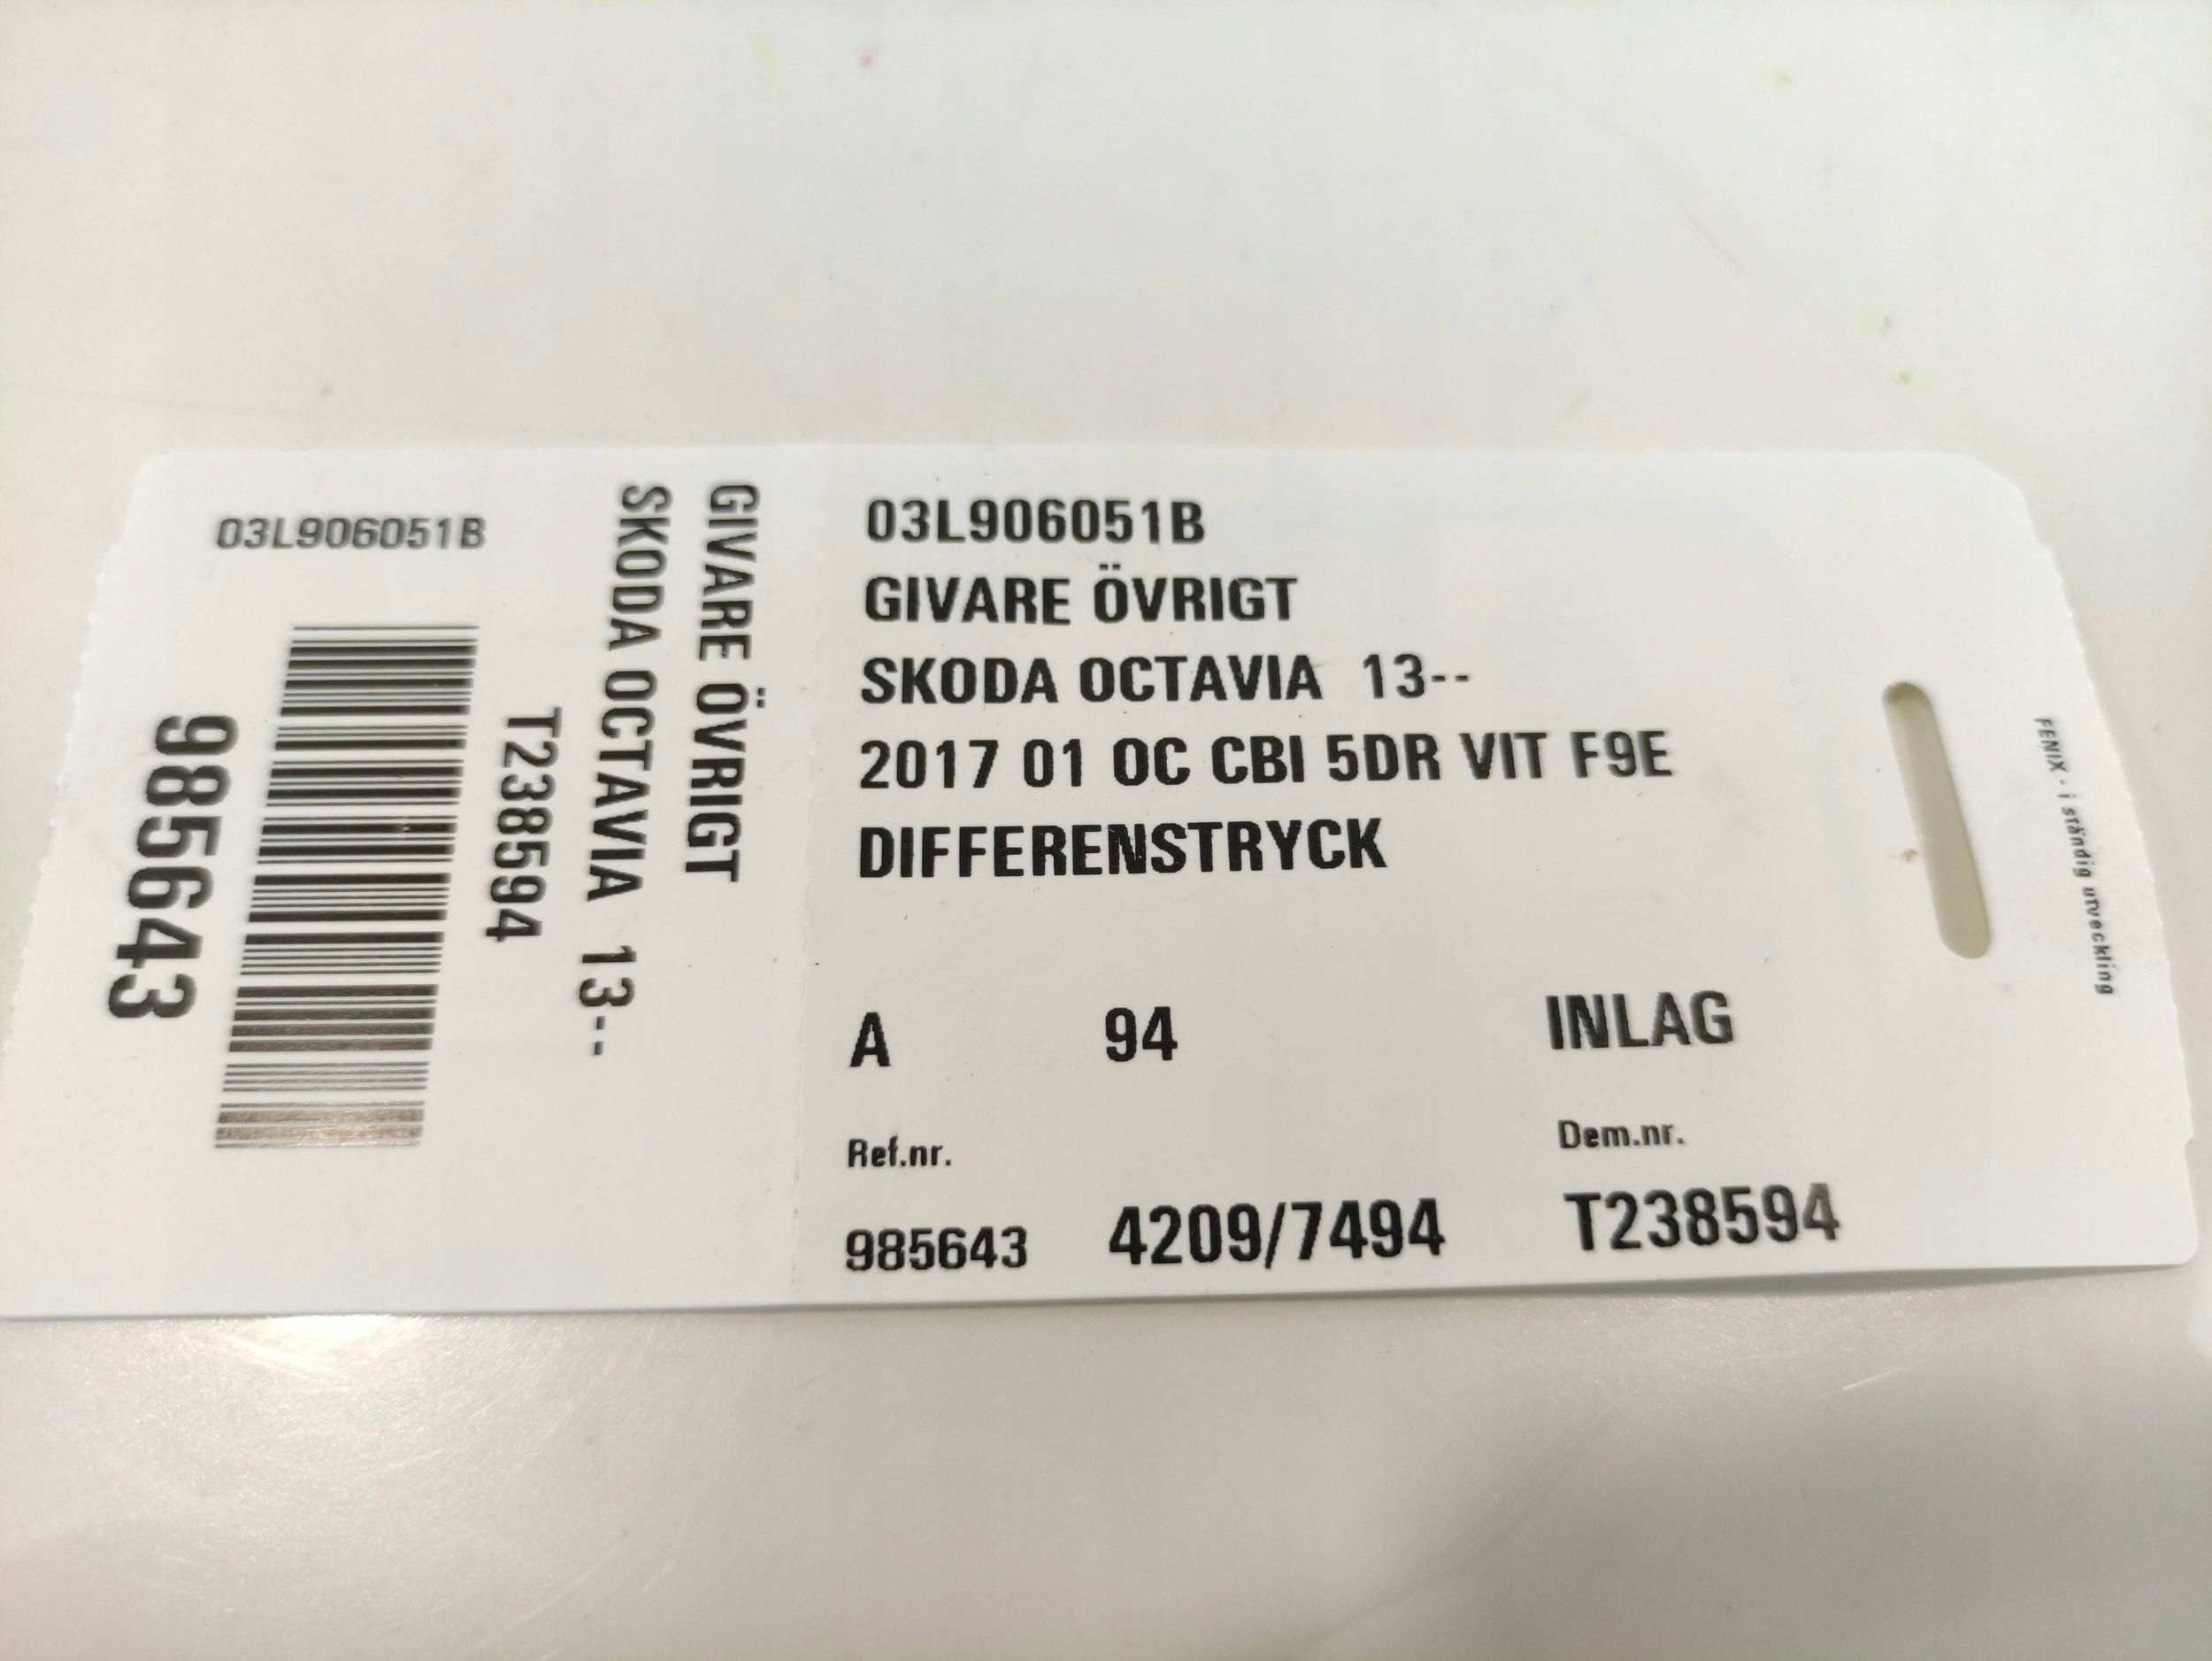 03L906051B
985643
T238594
SKODA OCTAVIA 13--
GIVARE ÖVRIGT
03L906051B
GIVARE ÖVRIGT
SKODA OCTAVIA 13--
2017 01 OC CBI 5DR VIT F9E
DIFFERENSTRYCK
A 94 INLAG
Ref.nr. Dem.nr.
985643 4209/7494 T238594
FENIX - i ständig utveckling